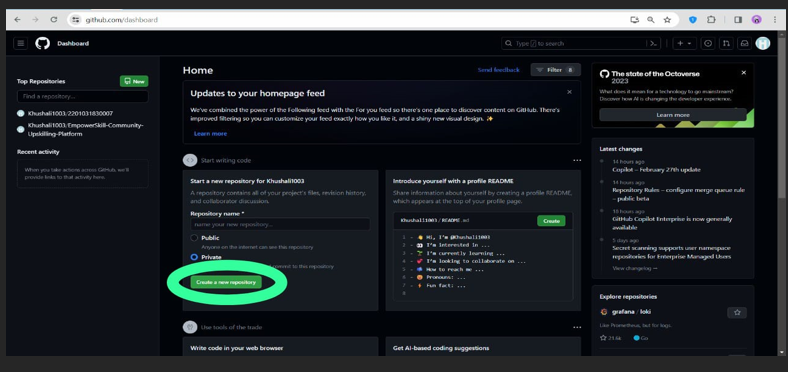 github.com/dashboard
Dashboard
Type / to search
Top Repositories
New
Find a repository...
Khushali1003/2201031830007
Khushali1003/EmpowerSkill-Community-
Upskilling-Platform
Recent activity
When you take actions across GitHub, we'll
provide links to that activity here.
Home
Send feedback
Filter 8
Updates to your homepage feed
We've combined the power of the Following feed with the For you feed so there's one place to discover content on GitHub. There's
improved filtering so you can customize your feed exactly how you like it, and a shiny new visual design. ✨
Learn more
Start writing code
Start a new repository for Khushali1003
A repository contains all of your project's files, revision history,
and collaborator discussion.
Repository name *
name your new repository...
Public
Anyone on the internet can see this repository
Private
to this repository
Create a new repository
Introduce yourself with a profile README
Share information about yourself by creating a profile README,
which appears at the top of your profile page.
Khushali1003 / README.md
Create
1 - 👋 Hi, I'm @Khushali1003
2 - 👀 I'm interested in ...
3 - 🌱 I'm currently learning ...
4 - 💞️ I'm looking to collaborate on ...
5 - 📫 How to reach me ...
6 - 😄 Pronouns: ...
7 - ⚡ Fun fact: ...
8
Use tools of the trade
Write code in your web browser
Get AI-based coding suggestions
The state of the Octoverse
2023
What does it mean for a technology to go mainstream?
Discover how AI is changing the developer experience.
Learn more
Latest changes
14 hours ago
Copilot – February 27th update
14 hours ago
Repository Rules – configure merge queue rule
– public beta
18 hours ago
GitHub Copilot Enterprise is now generally
available
5 days ago
Secret scanning supports user namespace
repositories for Enterprise Managed Users
View changelog →
Explore repositories
grafana / loki
Like Prometheus, but for logs.
21.6k
Go